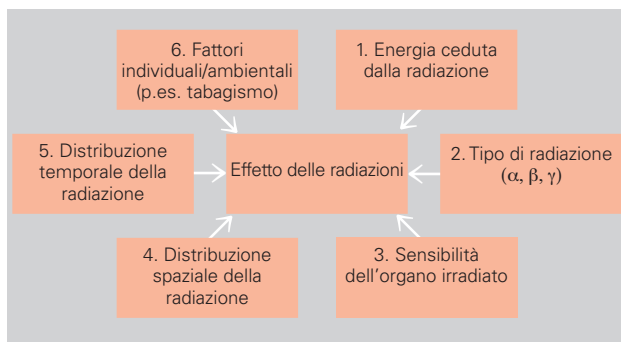 6. Fattori
individuali/ambientali
(p.es. tabagismo)
1. Energia ceduta
dalla radiazione
5. Distribuzione
temporale della
radiazione
Effetto delle radiazioni
2. Tipo di radiazione
(α, β, γ)
4. Distribuzione
spaziale della
radiazione
3. Sensibilità
dell'organo irradiato